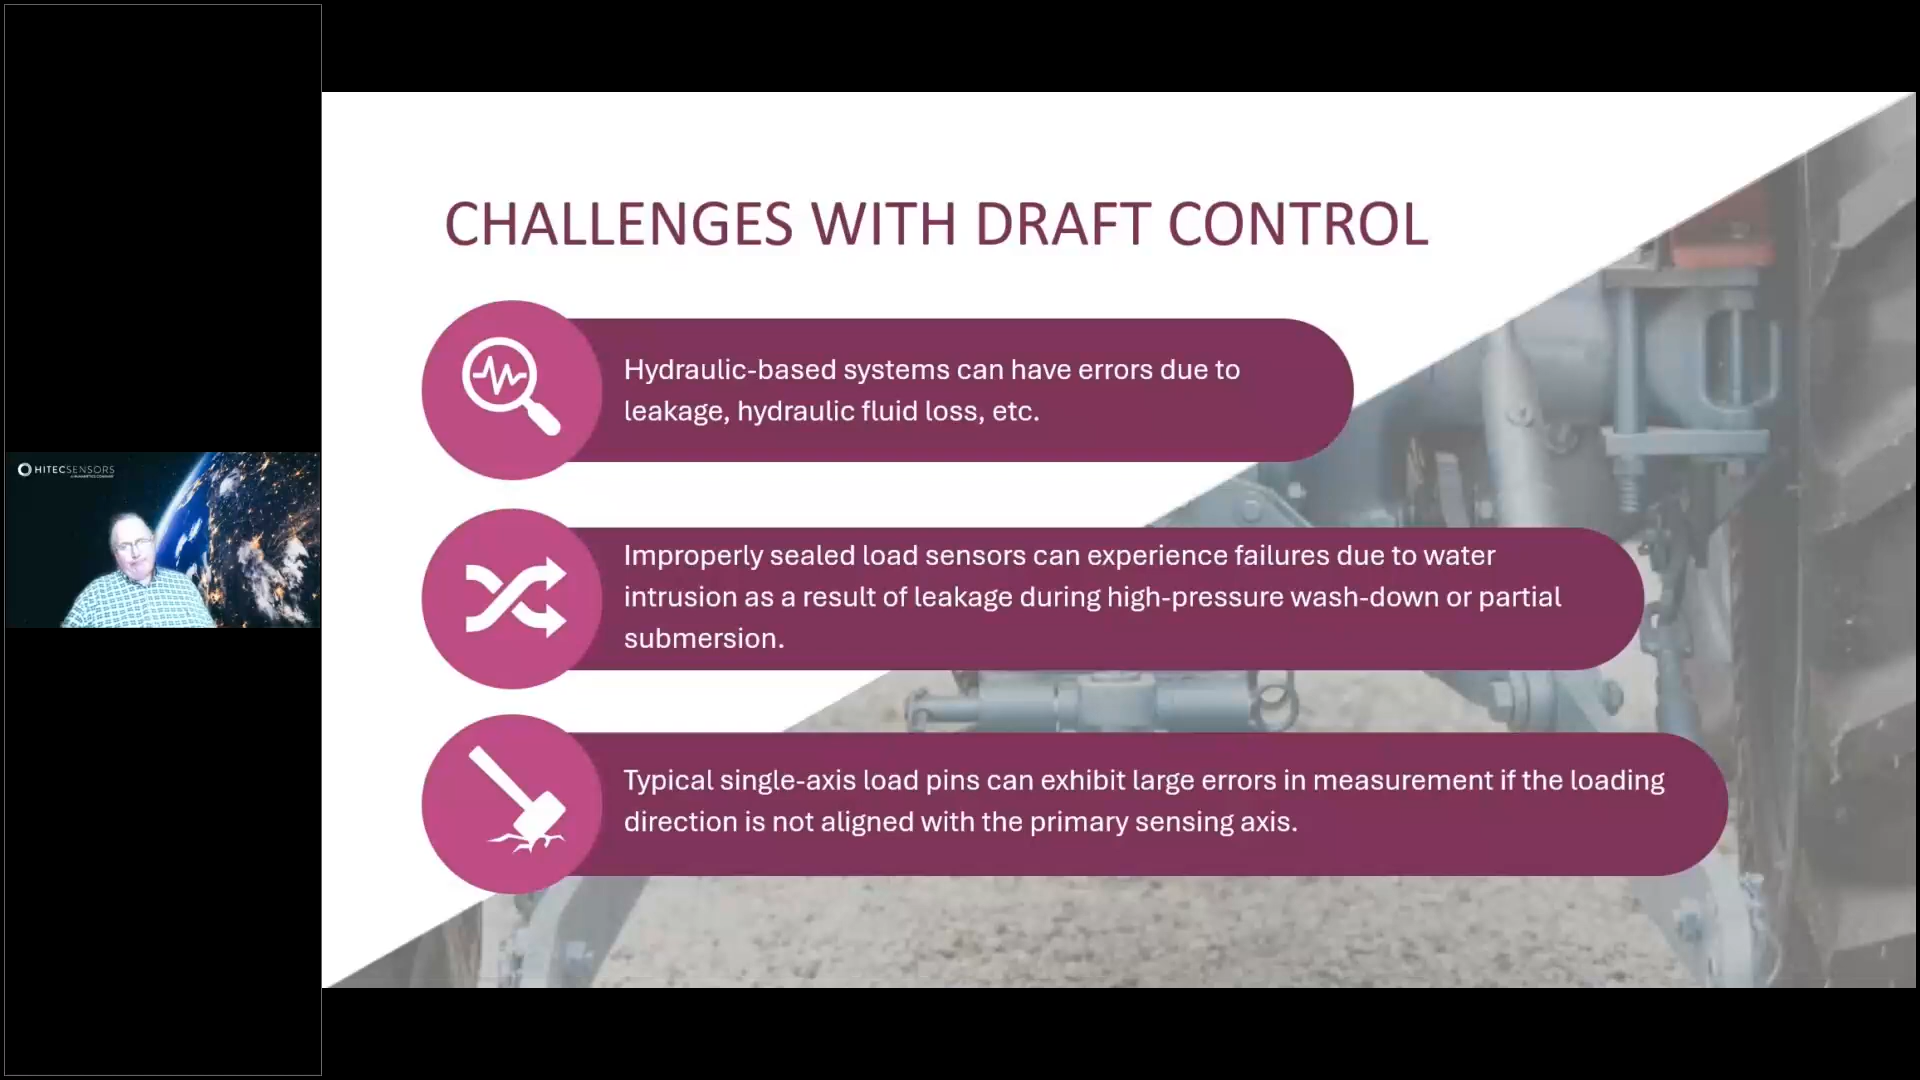 HITECSENSORS
CHALLENGES WITH DRAFT CONTROL
Hydraulic-based systems can have errors due to
leakage, hydraulic fluid loss, etc.
Improperly sealed load sensors can experience failures due to water
intrusion as a result of leakage during high-pressure wash-down or partial
submersion.
Typical single-axis load pins can exhibit large errors in measurement if the loading
direction is not aligned with the primary sensing axis.